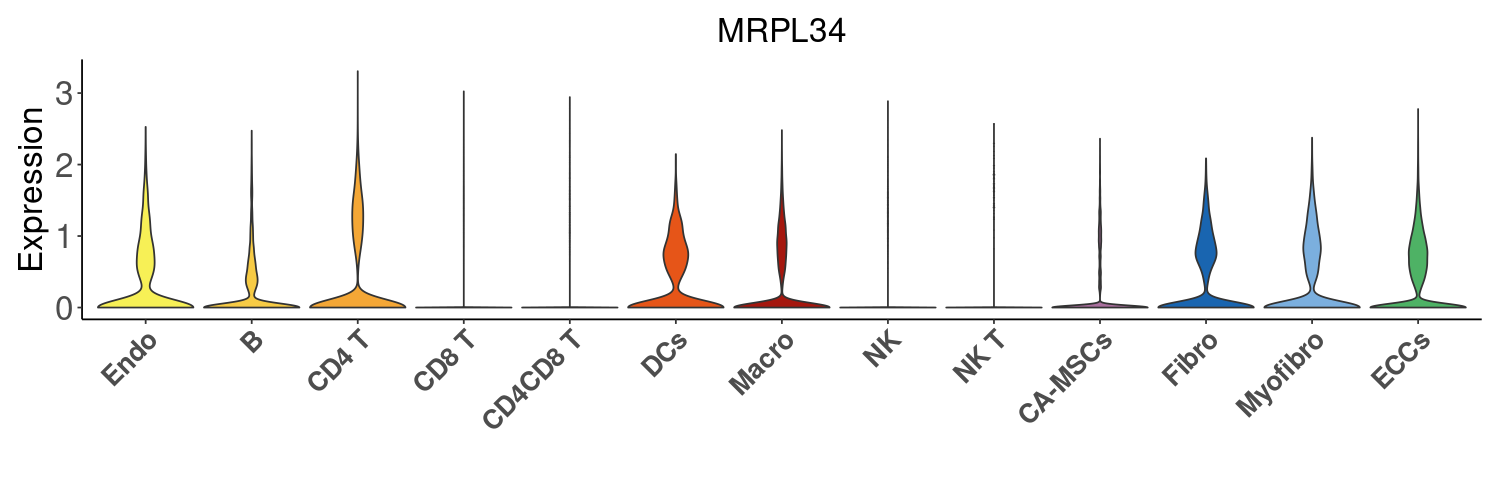 MRPL34
Expression
3
2
1
0
Endo
B
CD4 T
CD8 T
CD4CD8 T
DCs
Macro
NK
NK T
CA-MSCs
Fibro
Myofibro
ECCs